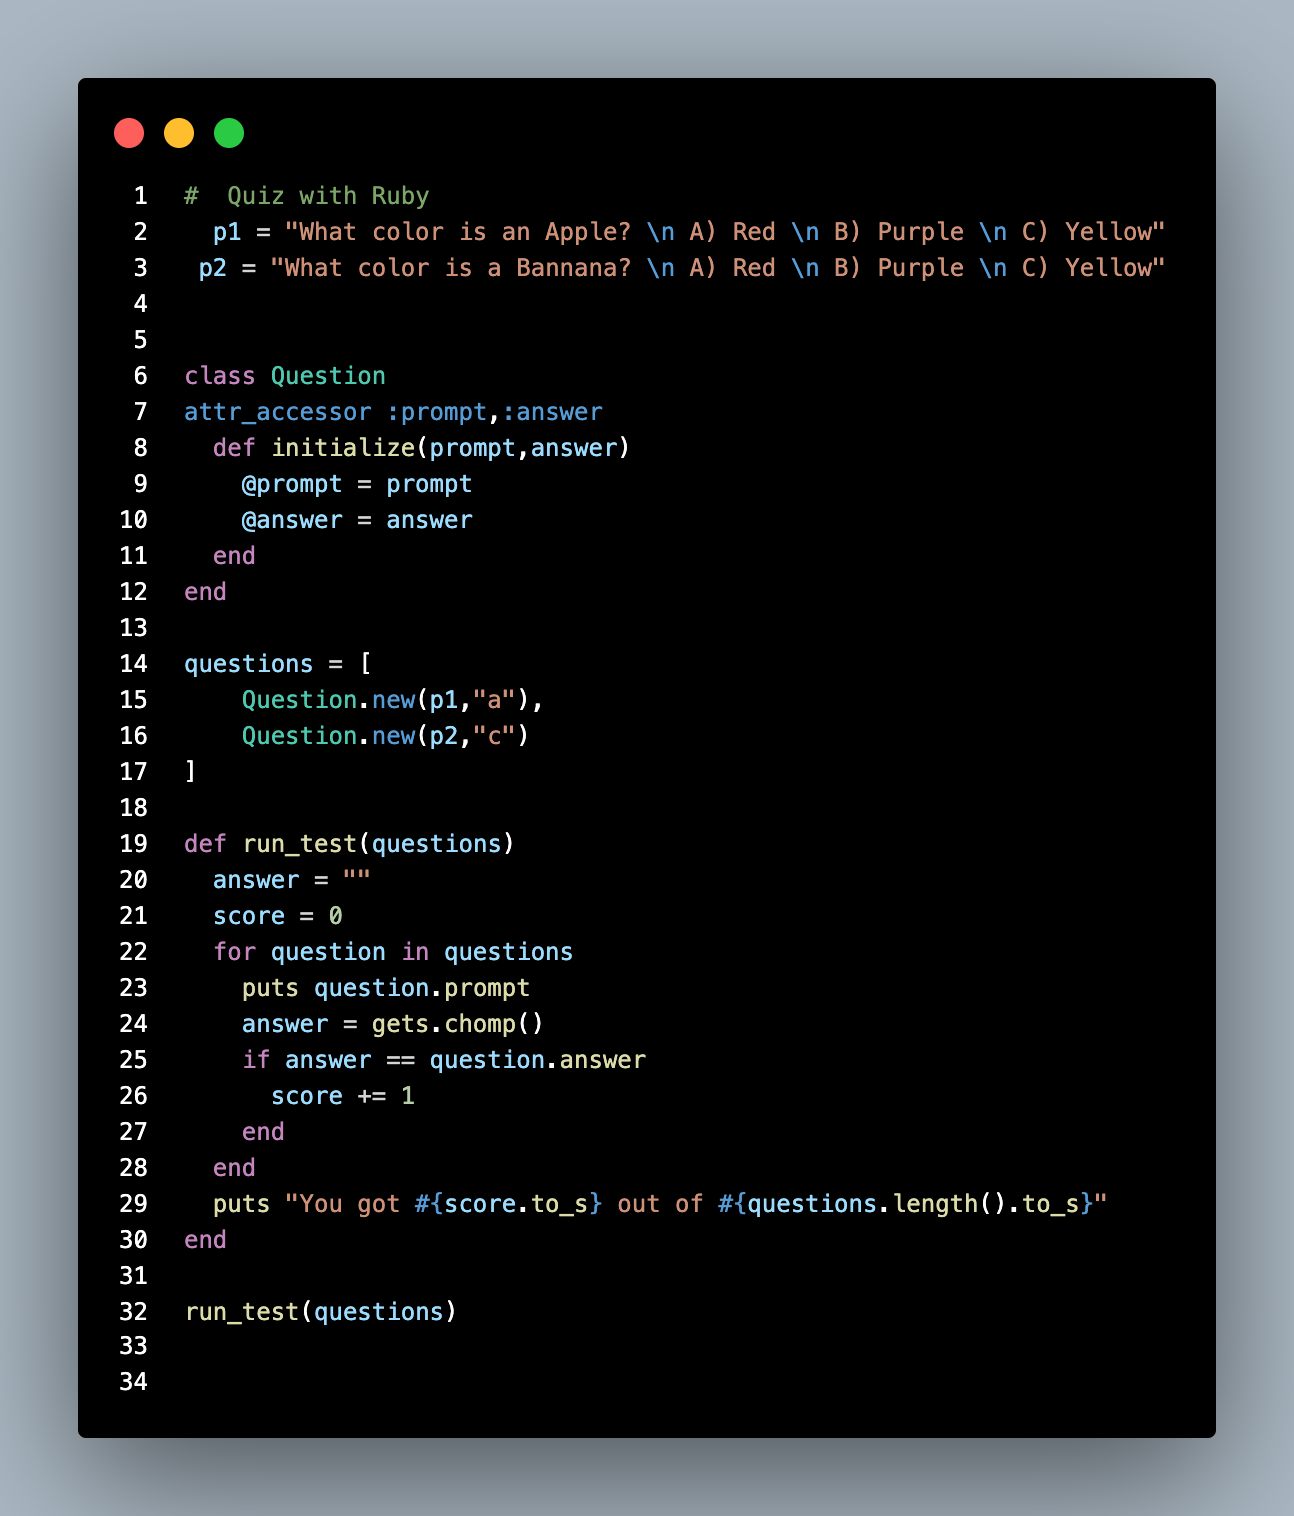 1 #  Quiz with Ruby
2   p1 = "What color is an Apple? \n A) Red \n B) Purple \n C) Yellow"
3  p2 = "What color is a Bannana? \n A) Red \n B) Purple \n C) Yellow"
4
5
6 class Question
7 attr_accessor :prompt,:answer
8   def initialize(prompt,answer)
9     @prompt = prompt
10     @answer = answer
11   end
12 end
13
14 questions = [
15     Question.new(p1,"a"),
16     Question.new(p2,"c")
17 ]
18
19 def run_test(questions)
20   answer = ""
21   score = 0
22   for question in questions
23     puts question.prompt
24     answer = gets.chomp()
25     if answer == question.answer
26       score += 1
27     end
28   end
29   puts "You got #{score.to_s} out of #{questions.length().to_s}"
30 end
31
32 run_test(questions)
33
34